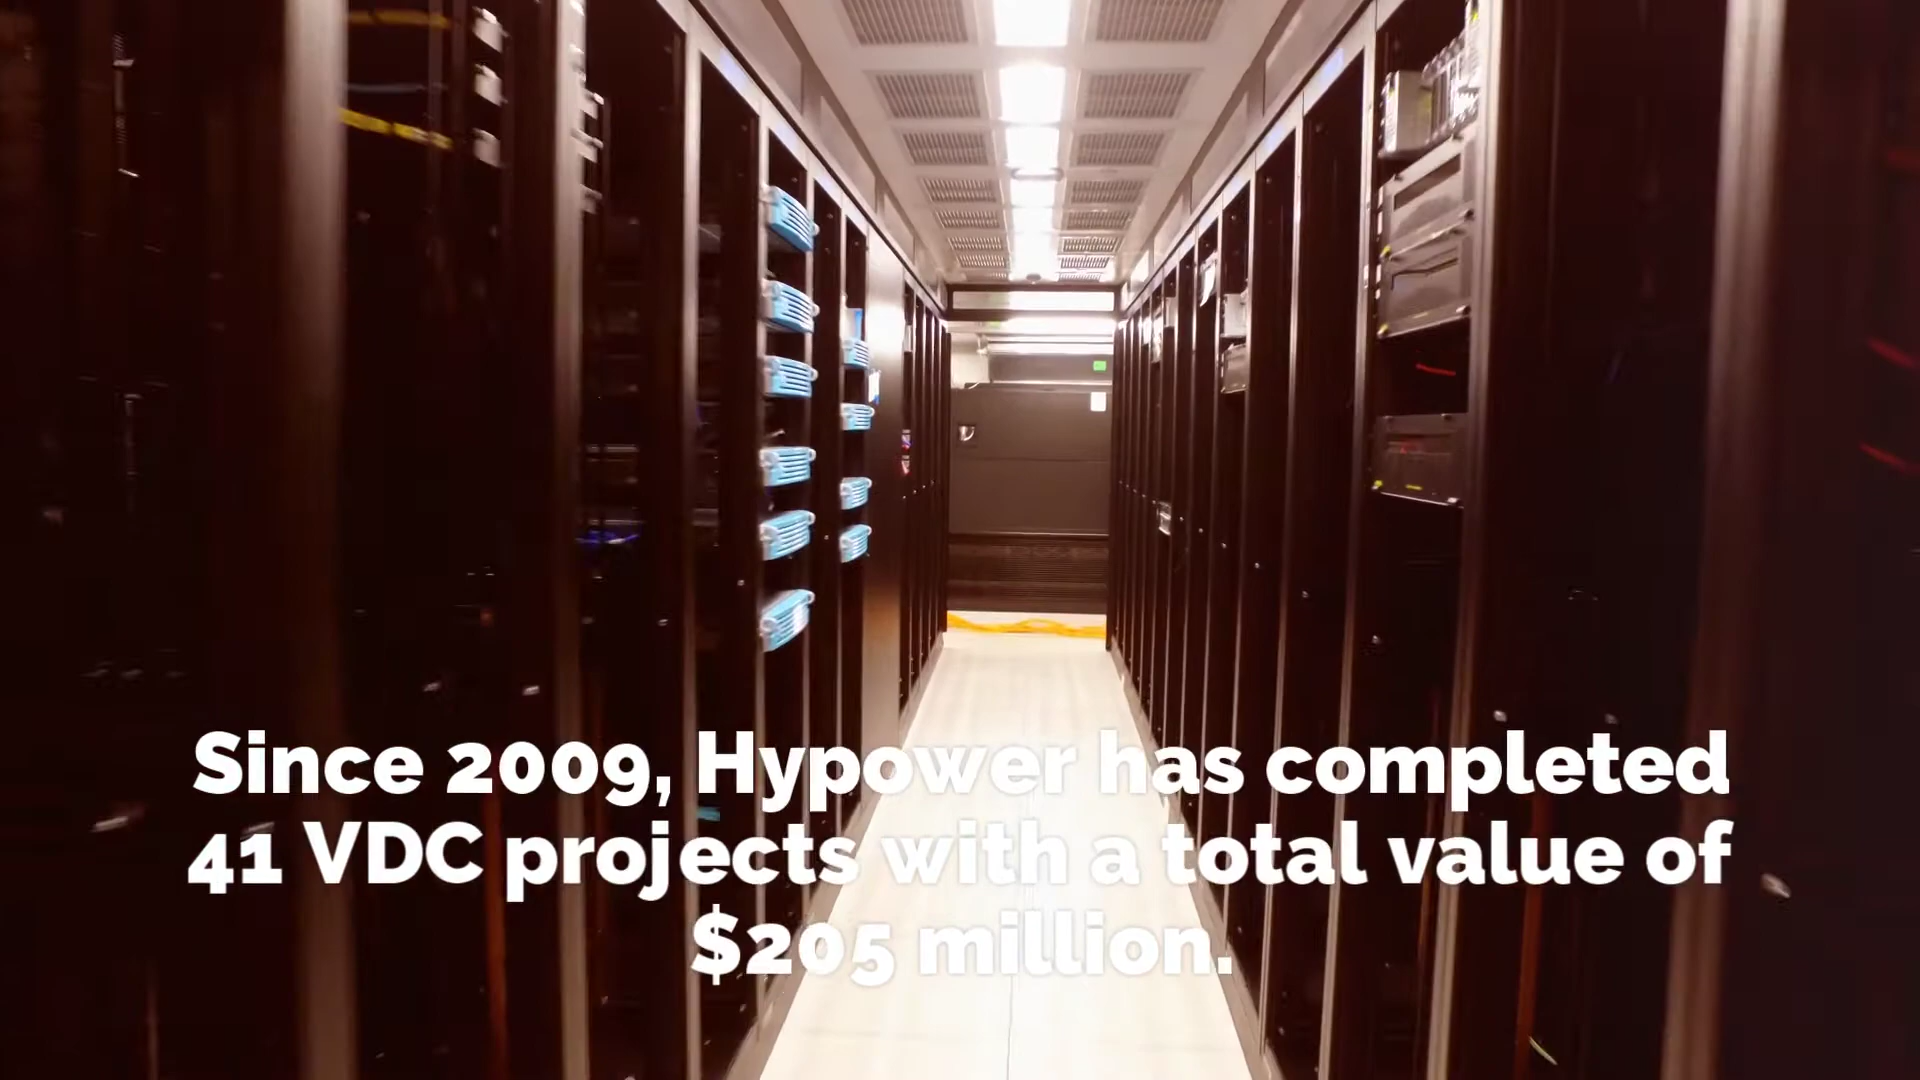 Since 2009, Hypower has completed
41 VDC projects with a total value of
$205 million.